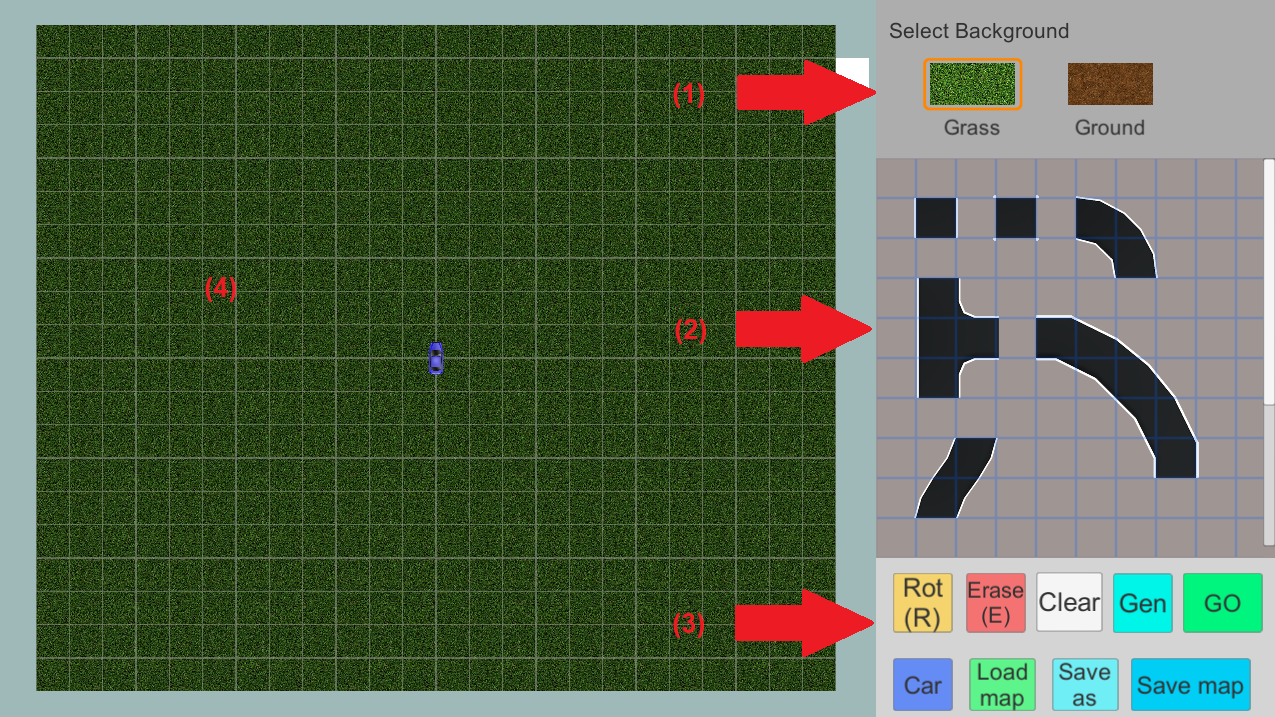 Select Background
(1)
Grass
Ground
(4)
(2)
(3)
Rot
(R)
Erase
(E)
Clear
Gen
GO
Car
Load
map
Save
as
Save map